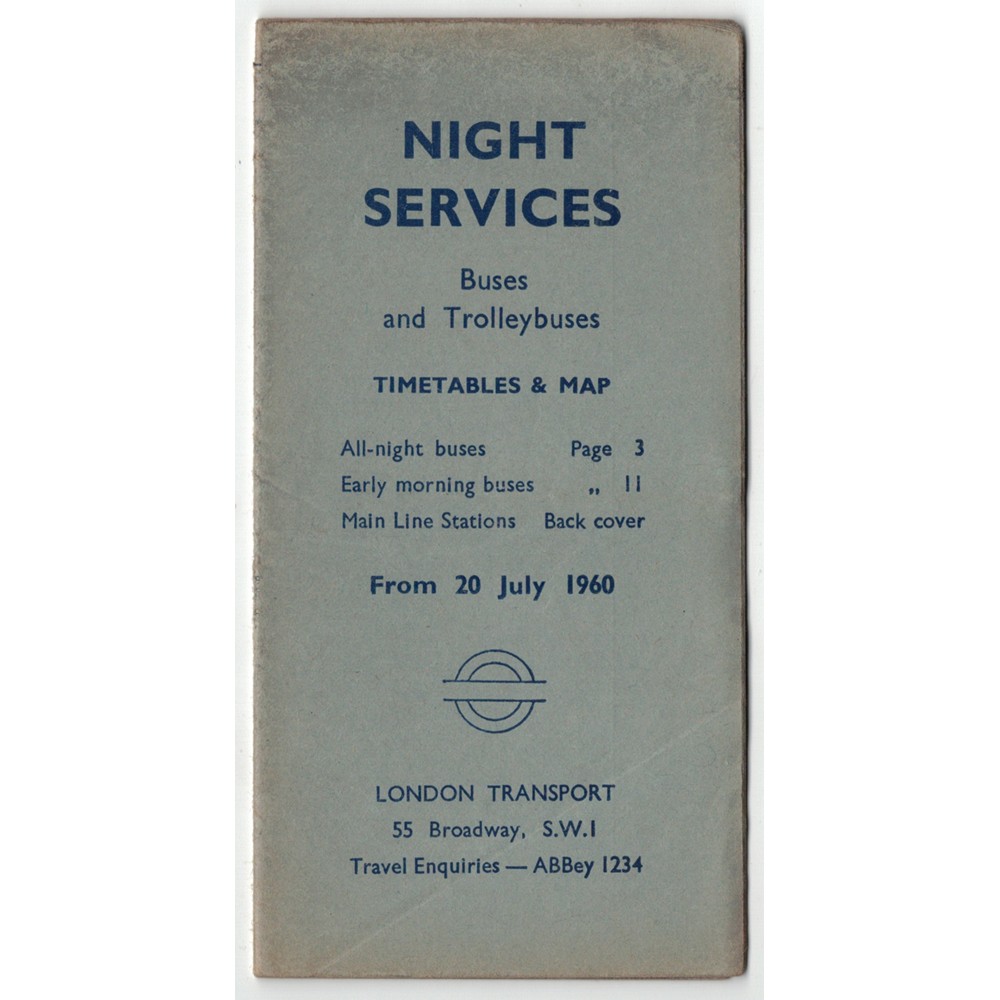 NIGHT
SERVICES
Buses
and Trolleybuses
TIMETABLES & MAP
All-night buses Page 3
Early morning buses „ 11
Main Line Stations Back cover
From 20 July 1960
LONDON TRANSPORT
55 Broadway, S.W.1
Travel Enquiries — ABBey 1234